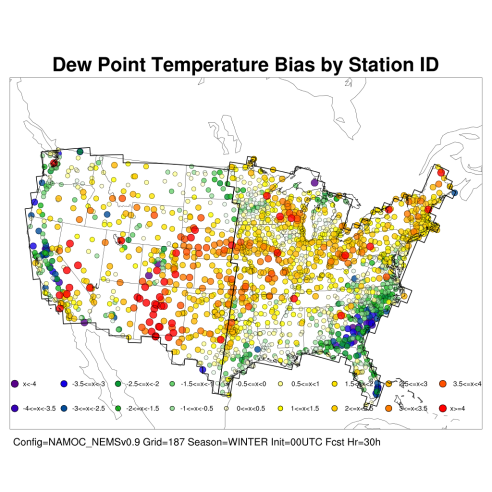 Dew Point Temperature Bias by Station ID
x<-4 -3.5<=x<-3 -2.5<=x<-2 -1.5<=x<-1 -0.5<=x<0 0.5<=x<1 1.5<=x<2 2.5<=x<3 3.5<=x<4
-4<=x<-3.5 -3<=x<-2.5 -2<=x<-1.5 -1<=x<-0.5 0<=x<0.5 1<=x<1.5 2<=x<2.5 3<=x<3.5 x>=4
Config=NAMOC_NEMSv0.9 Grid=187 Season=WINTER Init=00UTC Fcst Hr=30h